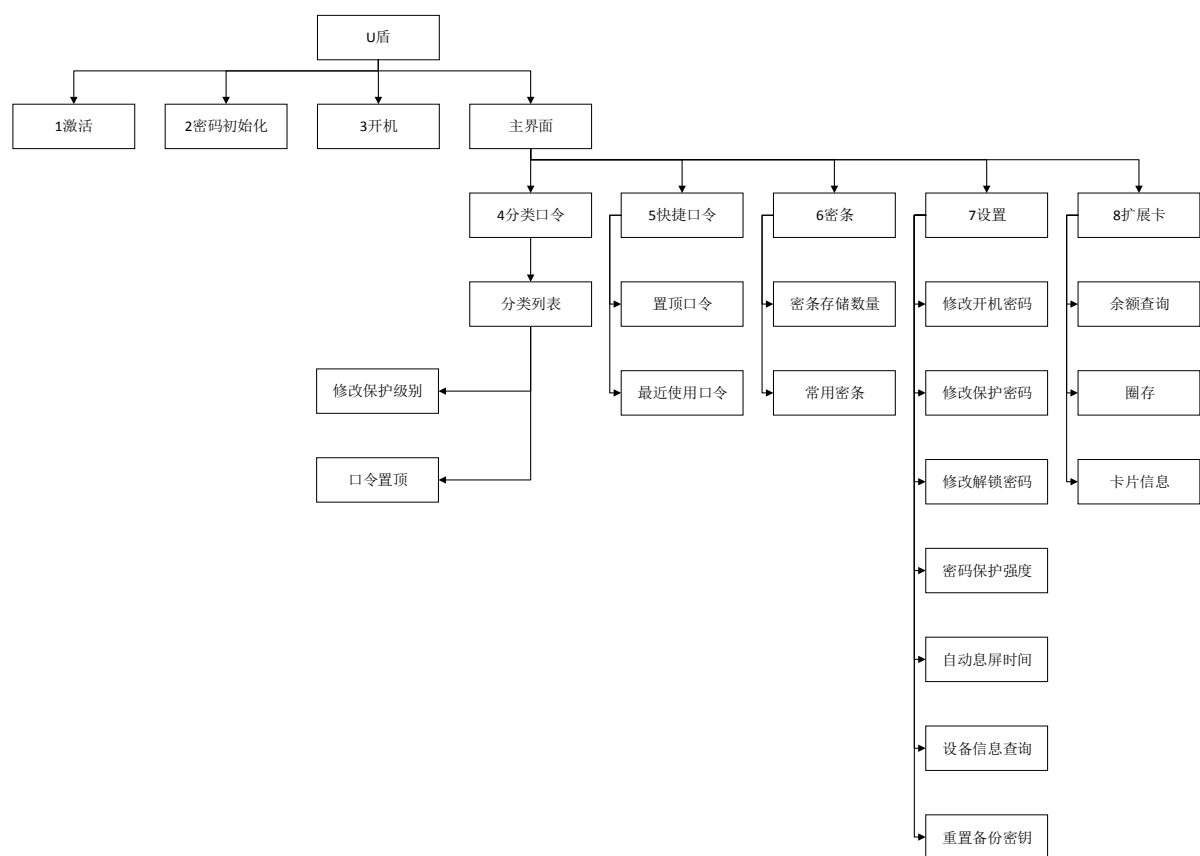 U盾
1激活
2密码初始化
3开机
主界面
4分类口令
5快捷口令
6密条
7设置
8扩展卡
分类列表
置顶口令
密条存储数量
修改开机密码
余额查询
修改保护级别
最近使用口令
常用密条
修改保护密码
圈存
口令置顶
修改解锁密码
卡片信息
密码保护强度
自动息屏时间
设备信息查询
重置备份密钥